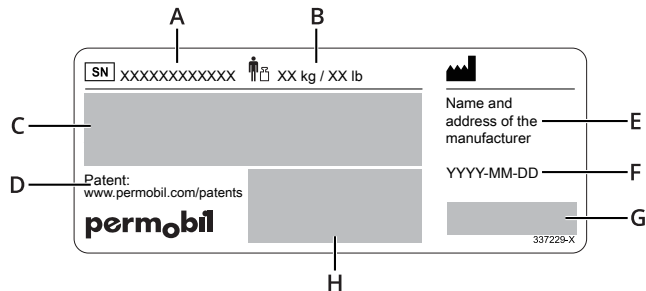 A
B
SN XXXXXXXXXXXX XX kg / XX lb
C
Name and
address of the
manufacturer
E
D
Patent:
www.permobil.com/patents
YYYY-MM-DD
F
permobil
G
337229-X
H